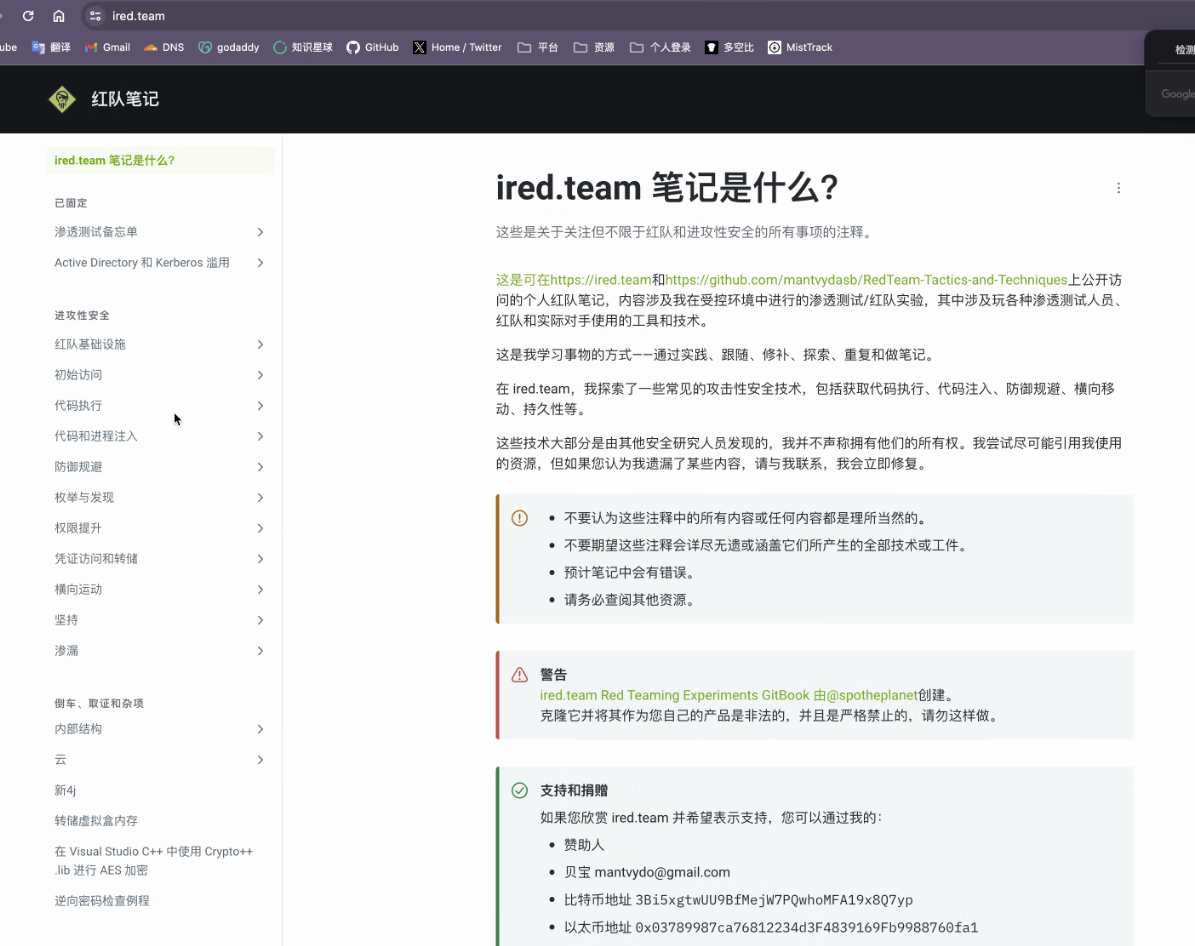 ired.team
ube 翻译 Gmail DNS godaddy 知识星球 GitHub Home / Twitter 平台 资源 个人登录 多空比 MistTrack
检测
Google
红队笔记
ired.team 笔记是什么?
已固定
渗透测试备忘单
Active Directory 和 Kerberos 滥用
进攻性安全
红队基础设施
初始访问
代码执行
代码和进程注入
防御规避
枚举与发现
权限提升
凭证访问和转储
横向运动
坚持
渗漏
倒车、取证和杂项
内部结构
云
新4j
转储虚拟盒内存
在 Visual Studio C++ 中使用 Crypto++
.lib 进行 AES 加密
逆向密码检查例程
ired.team 笔记是什么?
这些是关于关注但不限于红队和进攻性安全的所有事项的注释。
这是可在https://ired.team和https://github.com/mantvydasb/RedTeam-Tactics-and-Techniques上公开访
问的个人红队笔记，内容涉及我在受控环境中进行的渗透测试/红队实验，其中涉及玩各种渗透测试人员、
红队和实际对手使用的工具和技术。
这是我学习事物的方式——通过实践、跟随、修补、探索、重复和做笔记。
在 ired.team，我探索了一些常见的攻击性安全技术，包括获取代码执行、代码注入、防御规避、横向移
动、持久性等。
这些技术大部分是由其他安全研究人员发现的，我并不声称拥有他们的所有权。我尝试尽可能引用我使用
的资源，但如果您认为我遗漏了某些内容，请与我联系，我会立即修复。
不要认为这些注释中的所有内容或任何内容都是理所当然的。
不要期望这些注释会详尽无遗或涵盖它们所产生的全部技术或工件。
预计笔记中会有错误。
请务必查阅其他资源。
警告
ired.team Red Teaming Experiments GitBook 由@spotheplanet创建。
克隆它并将其作为您自己的产品是非法的，并且是严格禁止的，请勿这样做。
支持和捐赠
如果您欣赏 ired.team 并希望表示支持，您可以通过我的：
赞助人
贝宝 mantvydo@gmail.com
比特币地址 3Bi5xgtwUU9BfMejW7PQwhoMFA19x8Q7yp
以太币地址 0x03789987ca76812234d3F4839169Fb9988760fa1